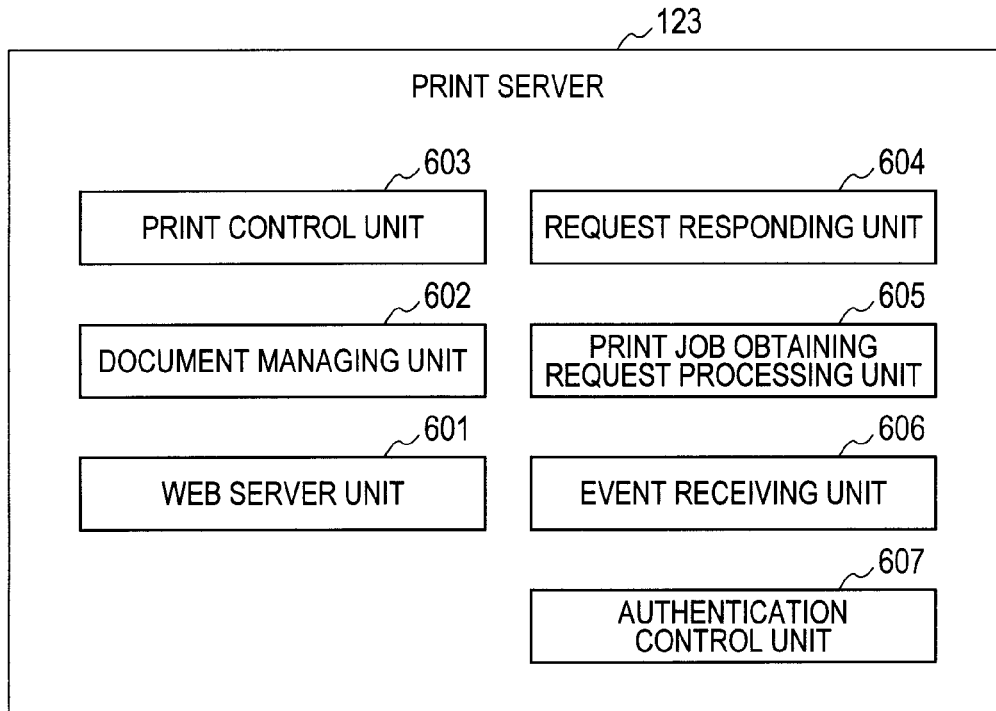 123
PRINT SERVER
603
PRINT CONTROL UNIT
604
REQUEST RESPONDING UNIT
602
DOCUMENT MANAGING UNIT
605
PRINT JOB OBTAINING
REQUEST PROCESSING UNIT
601
WEB SERVER UNIT
606
EVENT RECEIVING UNIT
607
AUTHENTICATION
CONTROL UNIT